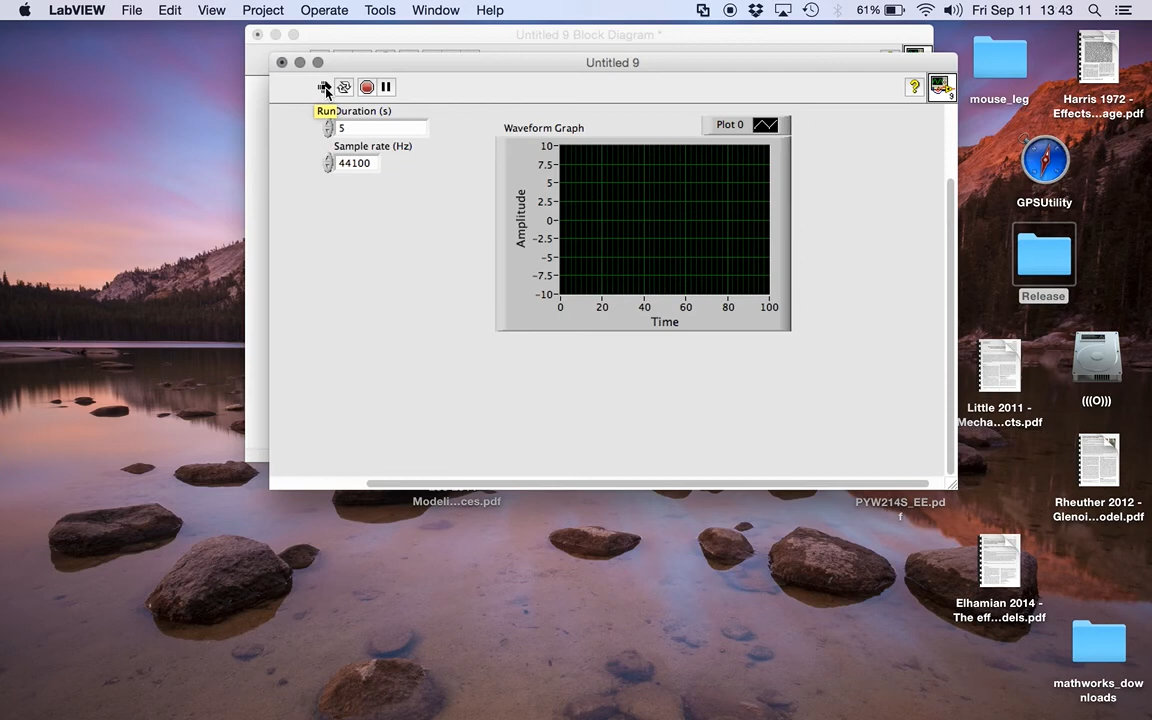 LabVIEW File Edit View Project Operate Tools Window Help
61% Fri Sep 11 13 43
Untitled 9 Block Diagram *
Untitled 9
9
Run
Duration (s)
5
Sample rate (Hz)
44100
Waveform Graph
Plot 0
Amplitude
10
7.5
5
2.5
0
-2.5
-5
-7.5
-10
0 20 40 60 80 100
Time
mouse_leg
Harris 1972 -
Effects...age.pdf
GPSUtility
Release
Little 2011 -
Mecha...cts.pdf
(((O)))
Modeli...ces.pdf
PYW214S_EE.pd
f
Rheuther 2012 -
Glenoi...odel.pdf
Elhamian 2014 -
The eff...dels.pdf
mathworks_dow
nloads